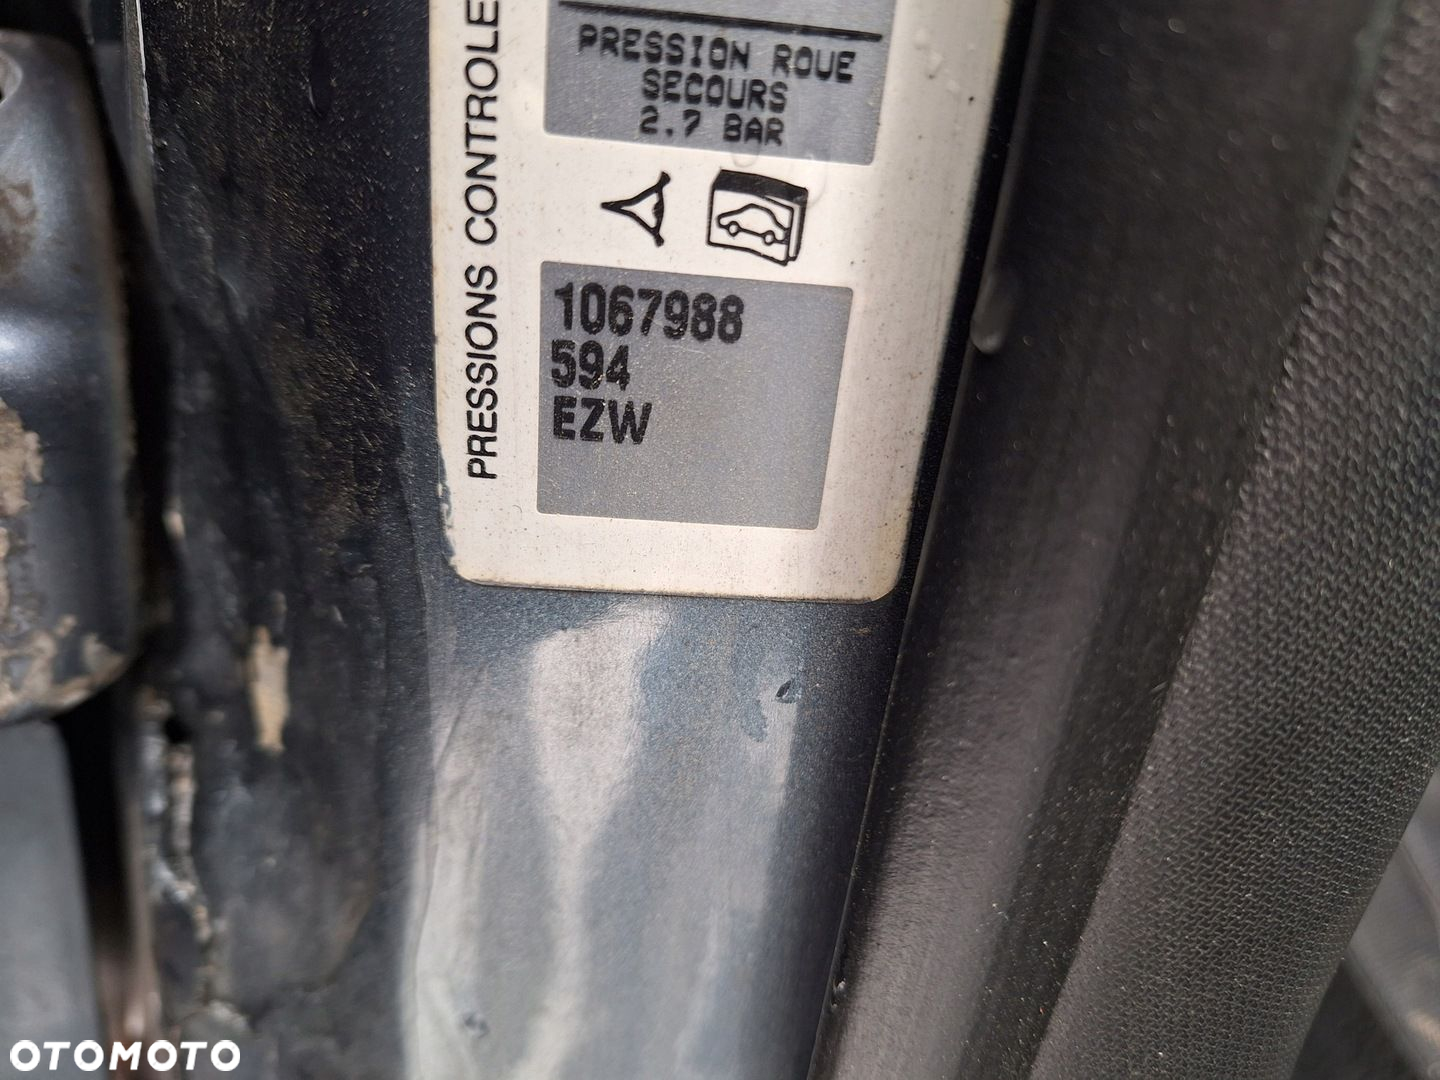 PRESSION ROUE
SECOURS
2.7 BAR
PRESSIONS CONTROLE
1067988
594
EZW
OTOMOTO